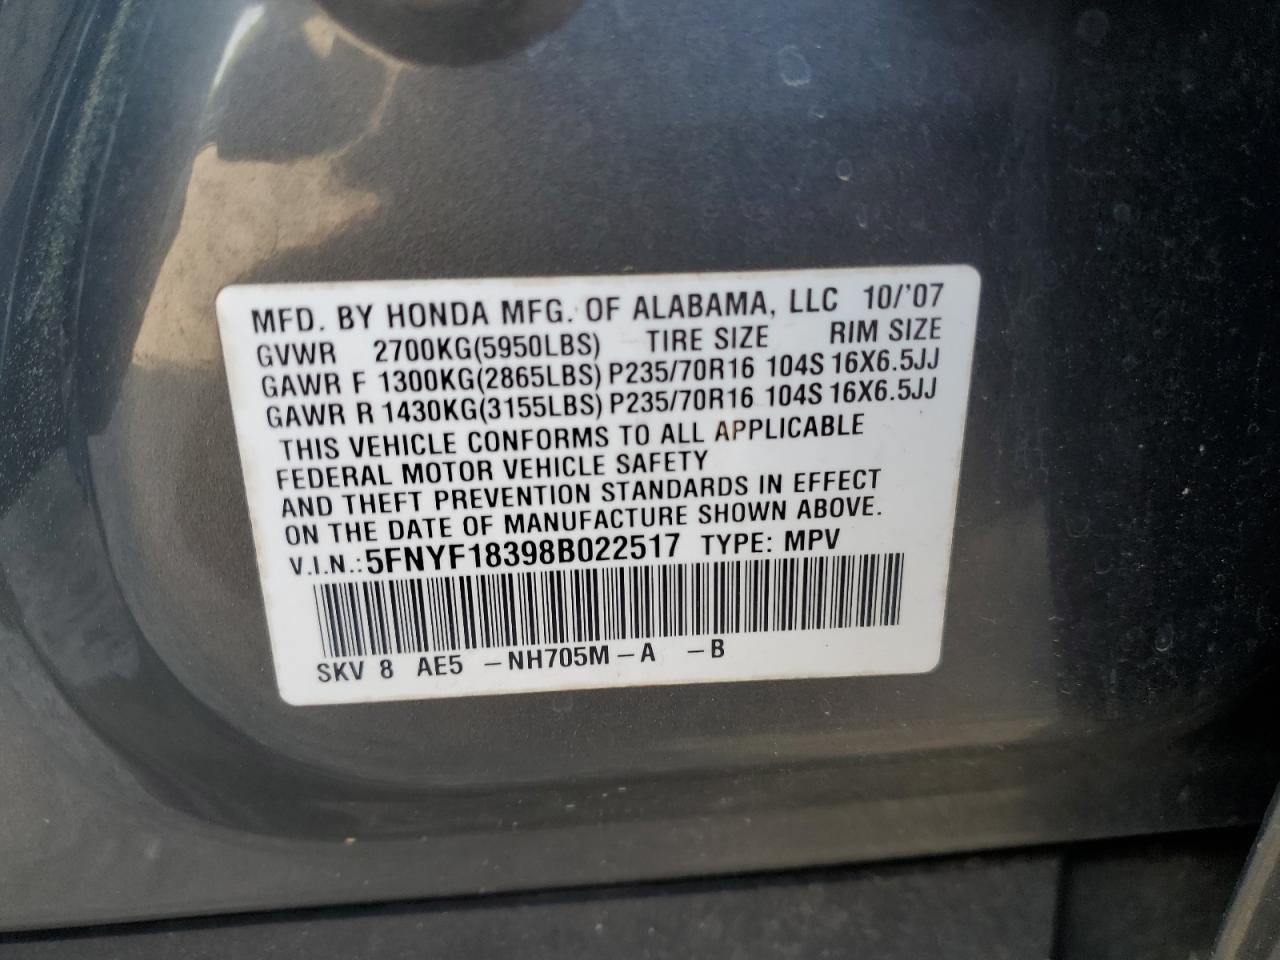 MFD. BY HONDA MFG. OF ALABAMA, LLC 10/'07
GVWR 2700KG(5950LBS) TIRE SIZE RIM SIZE
GAWR F 1300KG(2865LBS) P235/70R16 104S 16X6.5JJ
GAWR R 1430KG(3155LBS) P235/70R16 104S 16X6.5JJ
THIS VEHICLE CONFORMS TO ALL APPLICABLE
FEDERAL MOTOR VEHICLE SAFETY
AND THEFT PREVENTION STANDARDS IN EFFECT
ON THE DATE OF MANUFACTURE SHOWN ABOVE.
V.I.N.: 5FNYF18398B022517 TYPE: MPV
SKV 8 AE5 -NH705M-A -B